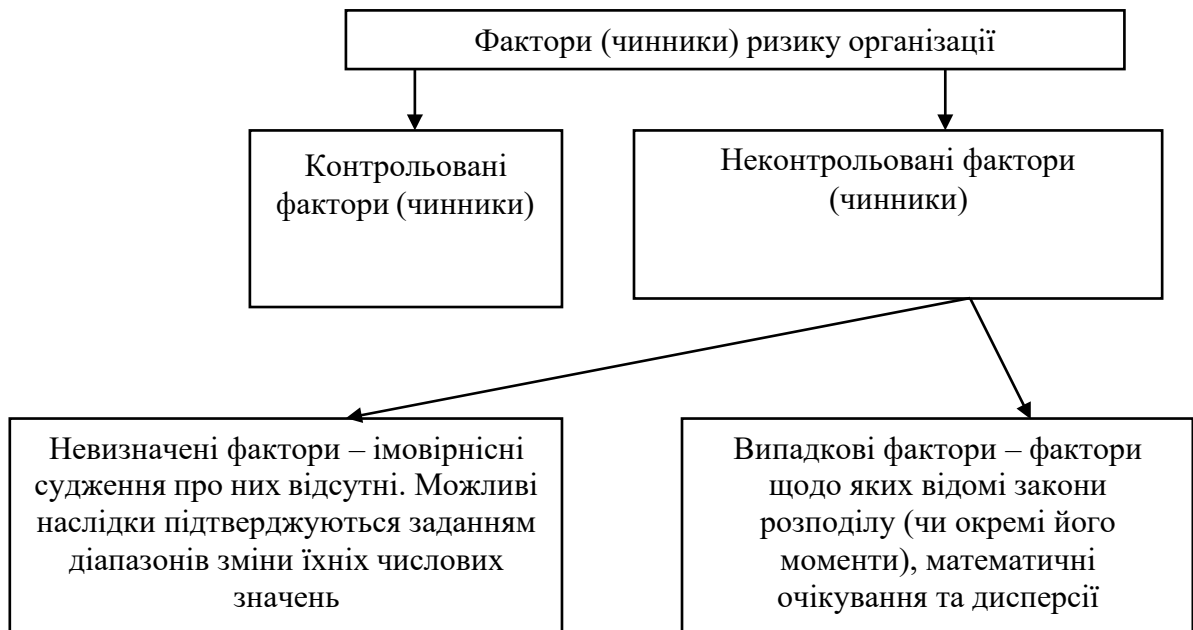 Фактори (чинники) ризику організації
Контрольовані
фактори (чинники)
Неконтрольовані фактори
(чинники)
Невизначені фактори – імовірнісні
судження про них відсутні. Можливі
наслідки підтверджуються заданням
діапазонів зміни їхніх числових
значень
Випадкові фактори – фактори
щодо яких відомі закони
розподілу (чи окремі його
моменти), математичні
очікування та дисперсії